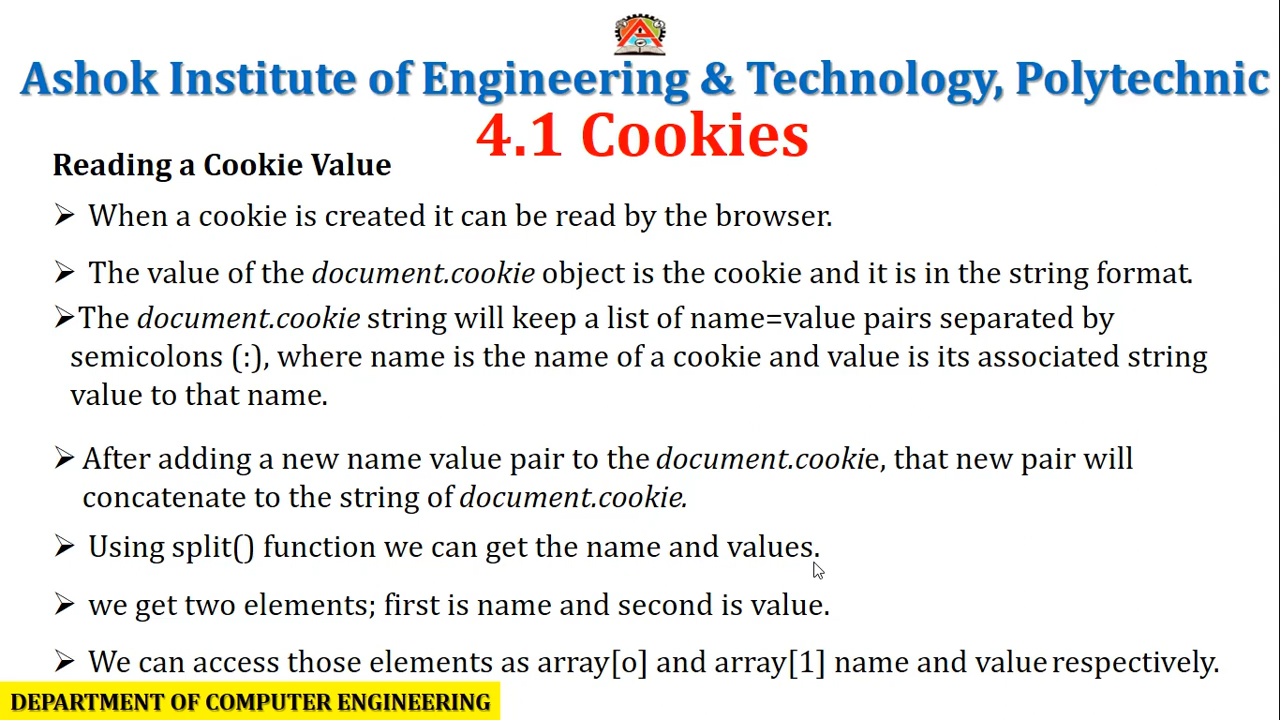 Ashok Institute of Engineering & Technology, Polytechnic
4.1 Cookies
Reading a Cookie Value
➢ When a cookie is created it can be read by the browser.
➢ The value of the document.cookie object is the cookie and it is in the string format.
➢The document.cookie string will keep a list of name=value pairs separated by
semicolons (:), where name is the name of a cookie and value is its associated string
value to that name.
➢ After adding a new name value pair to the document.cookie, that new pair will
concatenate to the string of document.cookie.
➢ Using split() function we can get the name and values.
➢ we get two elements; first is name and second is value.
➢ We can access those elements as array[o] and array[1] name and value respectively.
DEPARTMENT OF COMPUTER ENGINEERING